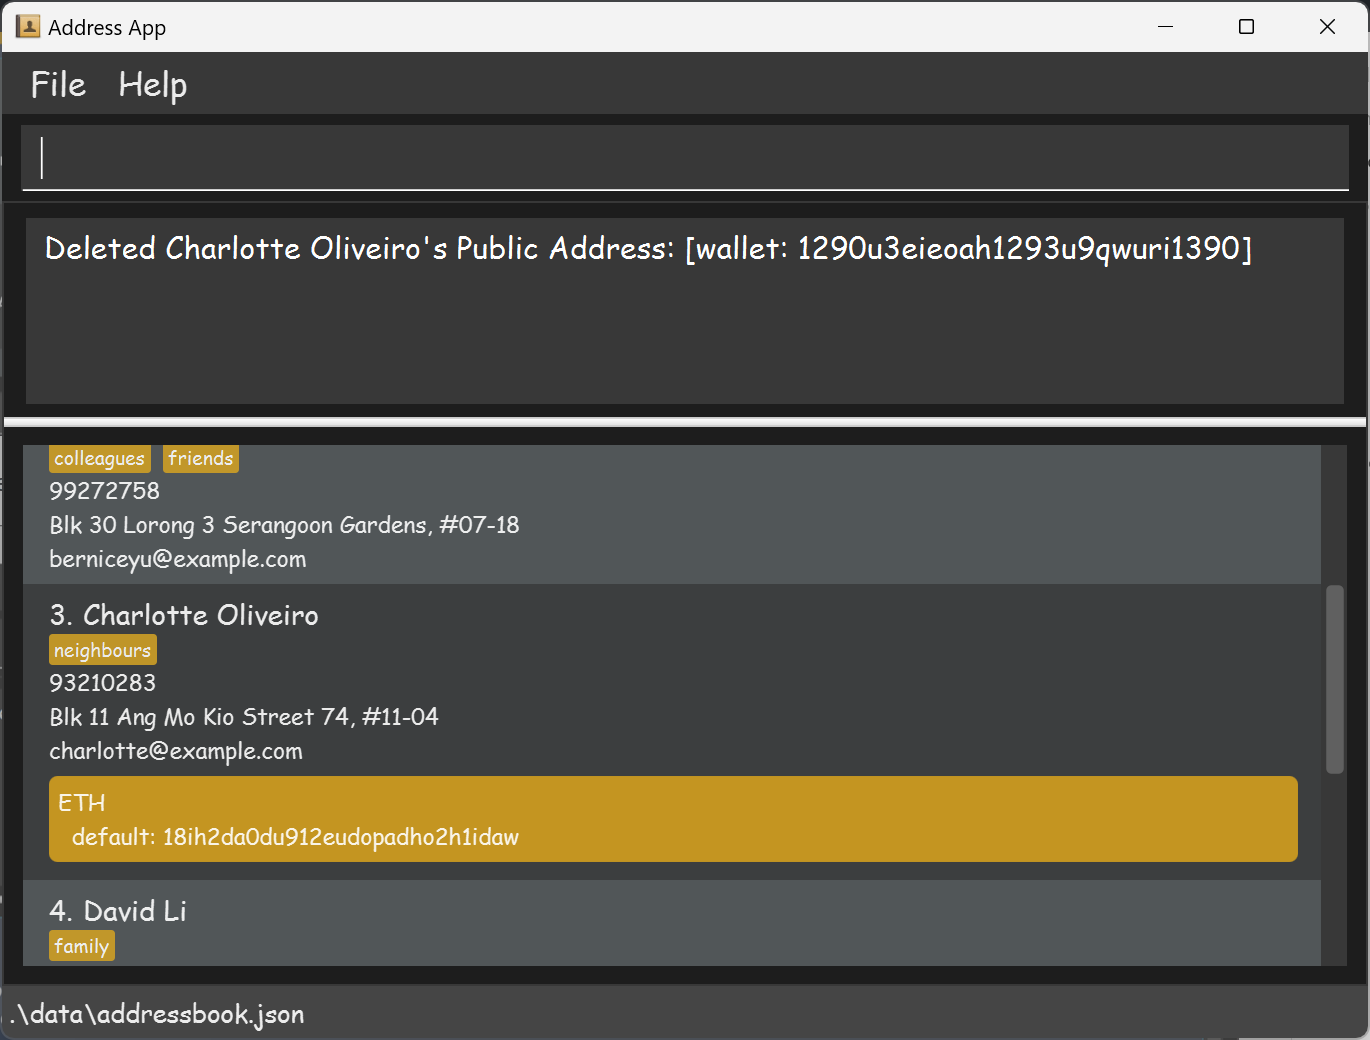 Address App
File Help
Deleted Charlotte Oliveiro's Public Address: [wallet: 1290u3eieoah1293u9qwuri1390]
colleagues friends
99272758
Blk 30 Lorong 3 Serangoon Gardens, #07-18
berniceyu@example.com
3. Charlotte Oliveiro
neighbours
93210283
Blk 11 Ang Mo Kio Street 74, #11-04
charlotte@example.com
ETH
default: 18ih2da0du912eudopadho2h1idaw
4. David Li
family
.\data\addressbook.json